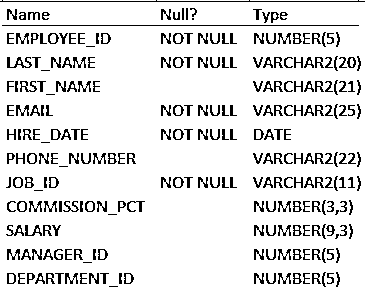 Name Null? Type
EMPLOYEE_ID NOT NULL NUMBER(5)
LAST_NAME NOT NULL VARCHAR2(20)
FIRST_NAME VARCHAR2(21)
EMAIL NOT NULL VARCHAR2(25)
HIRE_DATE NOT NULL DATE
PHONE_NUMBER VARCHAR2(22)
JOB_ID NOT NULL VARCHAR2(11)
COMMISSION_PCT NUMBER(3,3)
SALARY NUMBER(9,3)
MANAGER_ID NUMBER(5)
DEPARTMENT_ID NUMBER(5)